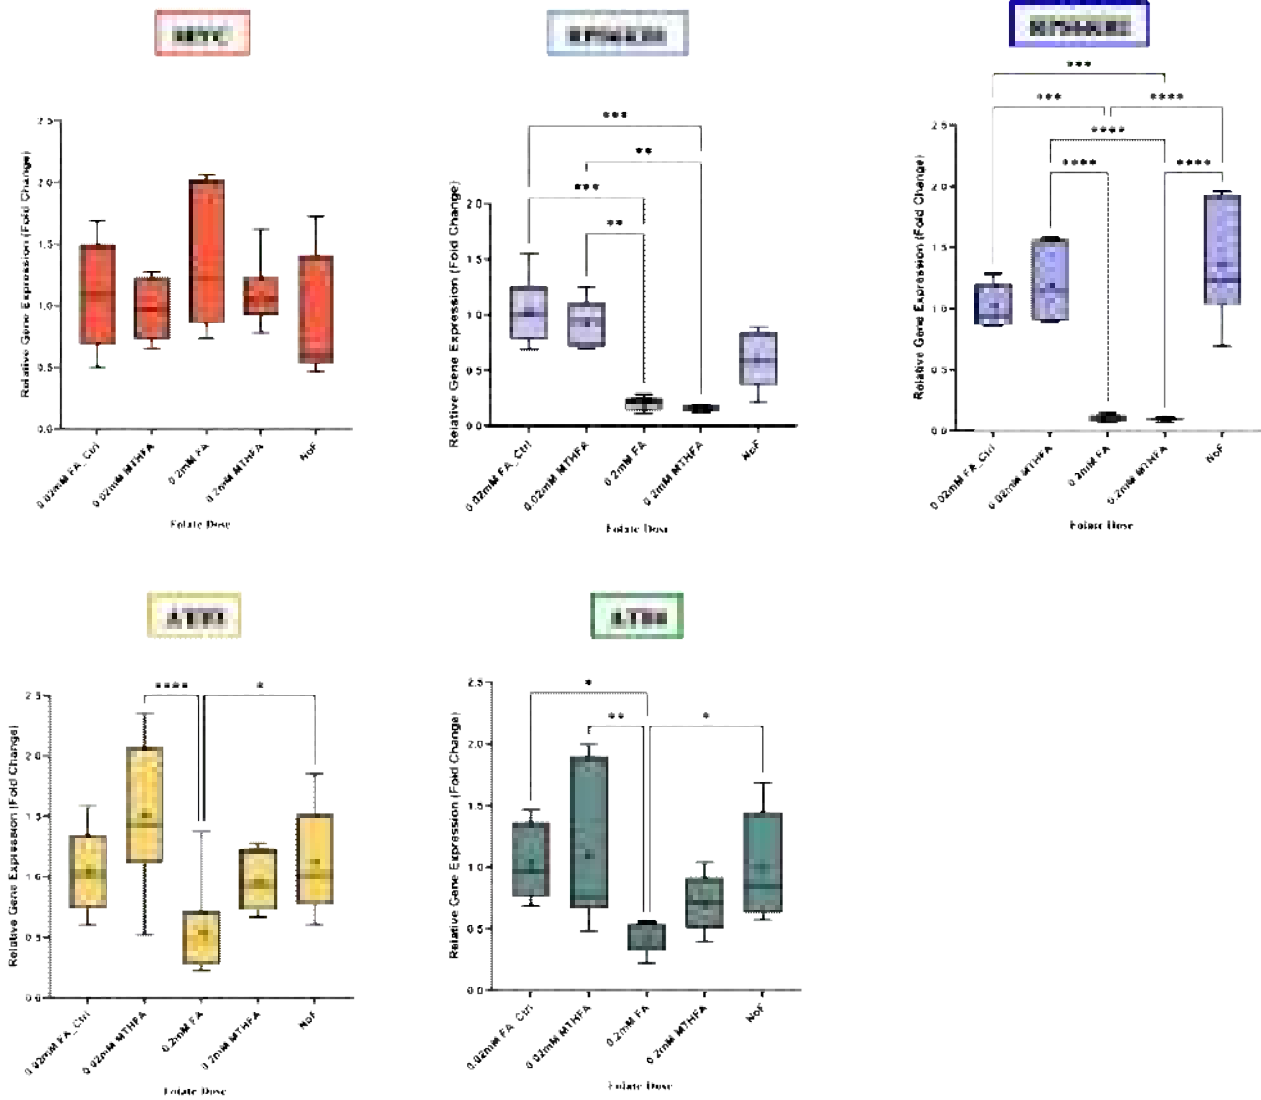 MYC
***
***
****
2.5
2.0
1.5
1.0
0.5
0.0
Relative Gene Expression (Fold Change)
0.02mM FA_Ctrl
0.02mM MTHFA
0.2mM FA
0.2mM MTHFA
NoF
Folate Dose
***
**
***
**
2.0
1.5
1.0
0.5
0.0
Relative Gene Expression (Fold Change)
0.02mM FA_Ctrl
0.02mM MTHFA
0.2mM FA
0.2mM MTHFA
NoF
Folate Dose
****
****
****
2.5
2.0
1.5
1.0
0.5
0.0
Relative Gene Expression (Fold Change)
0.02mM FA_Ctrl
0.02mM MTHFA
0.2mM FA
0.2mM MTHFA
NoF
Folate Dose
****
*
2.5
2.0
1.5
1.0
0.5
0.0
Relative Gene Expression (Fold Change)
0.02mM FA_Ctrl
0.02mM MTHFA
0.2mM FA
0.2mM MTHFA
NoF
Folate Dose
*
**
*
2.5
2.0
1.5
1.0
0.5
0.0
Relative Gene Expression (Fold Change)
0.02mM FA_Ctrl
0.02mM MTHFA
0.2mM FA
0.2mM MTHFA
NoF
Folate Dose